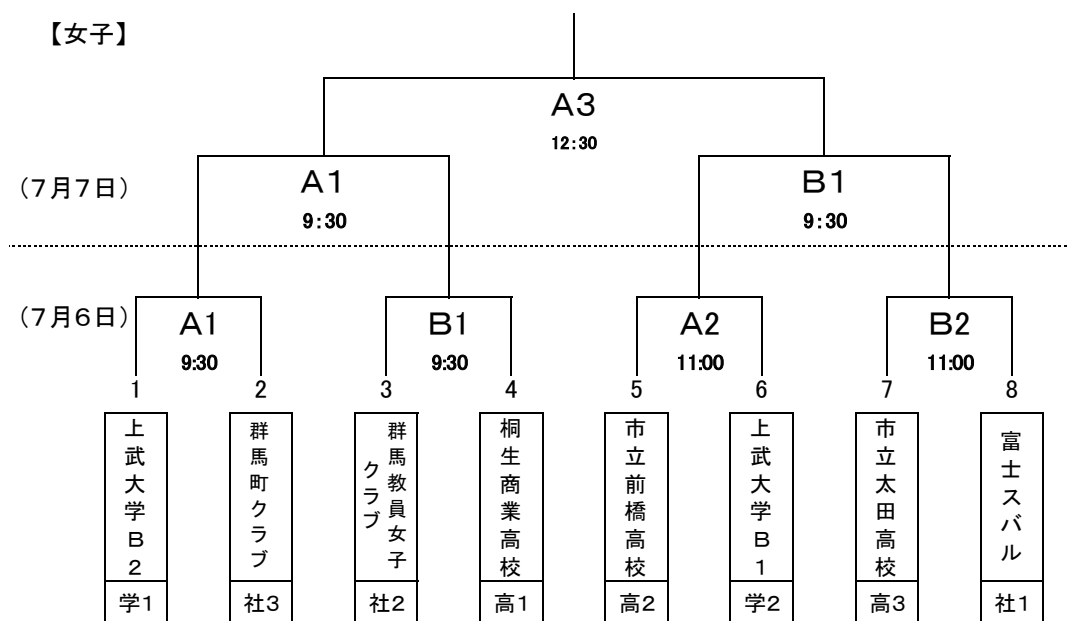 【女子】
A3
12:30
(7月7日)
A1
9:30
B1
9:30
(7月6日)
A1
9:30
B1
9:30
A2
11:00
B2
11:00
1
2
3
4
5
6
7
8
上武大学B2
群馬町クラブ
群馬教員女子
クラブ
桐生商業高校
市立前橋高校
上武大学B1
市立太田高校
富士スバル
学1
社3
社2
高1
高2
学2
高3
社1